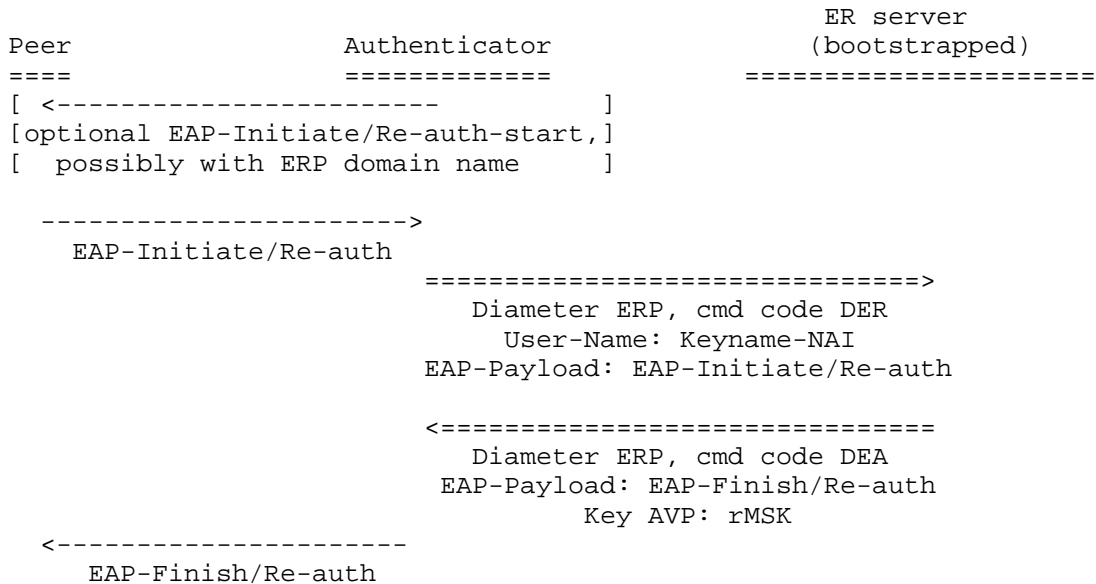 ER server
Peer                 Authenticator                (bootstrapped)
====                 =============            ======================
[ <------------------------          ]
[optional EAP-Initiate/Re-auth-start,]
[  possibly with ERP domain name     ]
  ----------------------->
    EAP-Initiate/Re-auth
                          ===============================>
                             Diameter ERP, cmd code DER
                               User-Name: Keyname-NAI
                          EAP-Payload: EAP-Initiate/Re-auth
                          <===============================
                             Diameter ERP, cmd code DEA
                           EAP-Payload: EAP-Finish/Re-auth
                                    Key AVP: rMSK
  <----------------------
     EAP-Finish/Re-auth